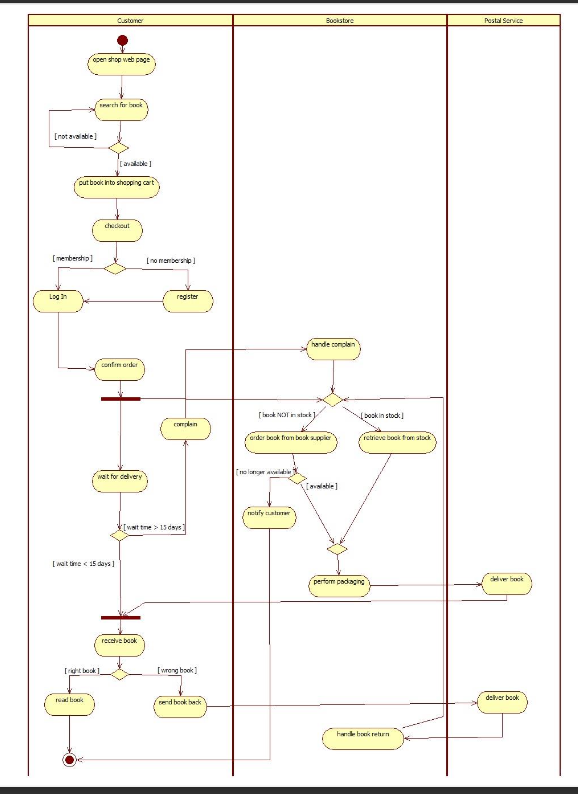 Customer
Bookstore
Postal Service
open shop web page
search for book
[ not available ]
[ available ]
put book into shopping cart
checkout
[ membership ]
[ no membership ]
Log In
register
handle complain
confirm order
[ book NOT in stock ]
[ book in stock ]
complain
order book from book supplier
retrieve book from stock
wait for delivery
[ no longer available ]
[ available ]
notify customer
[ wait time > 15 days ]
[ wait time < 15 days ]
perform packaging
deliver book
receive book
[ right book ]
[ wrong book ]
read book
send book back
deliver book
handle book return